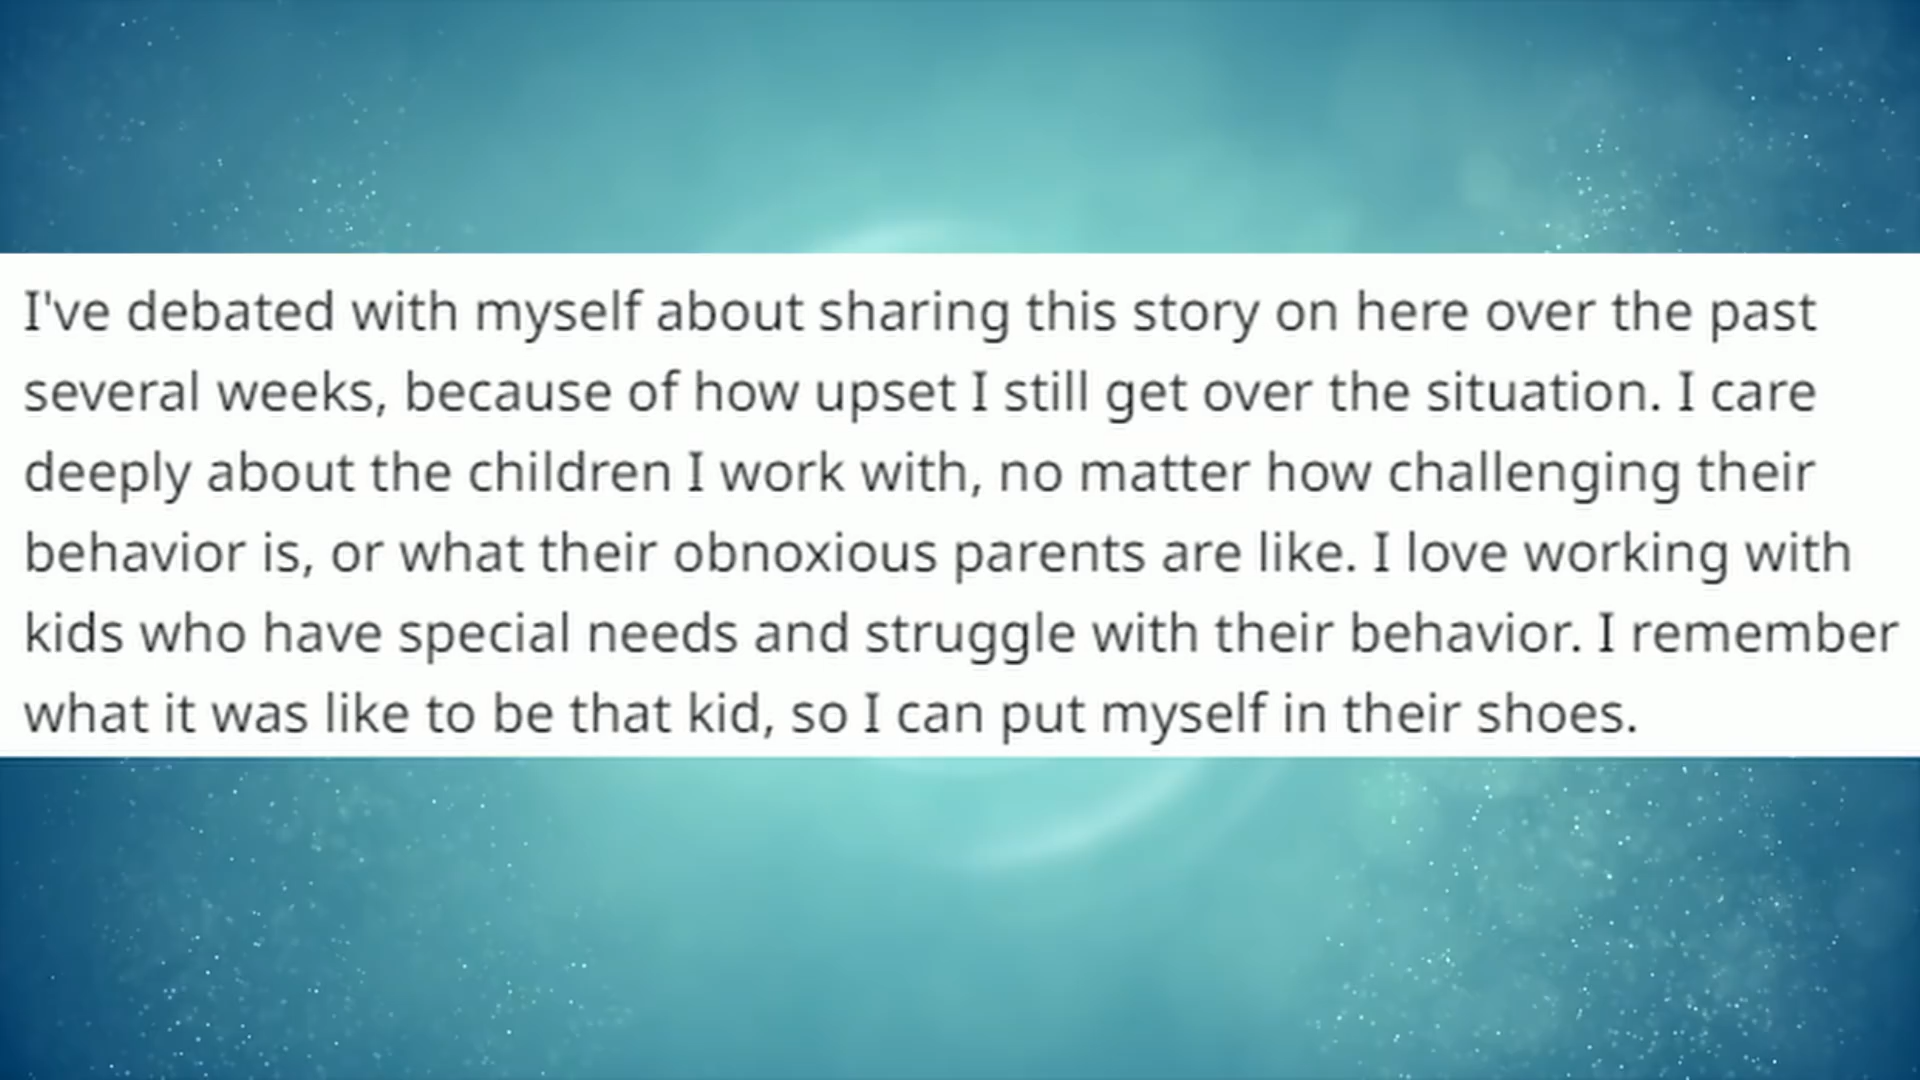 I've debated with myself about sharing this story on here over the past
several weeks, because of how upset I still get over the situation. I care
deeply about the children I work with, no matter how challenging their
behavior is, or what their obnoxious parents are like. I love working with
kids who have special needs and struggle with their behavior. I remember
what it was like to be that kid, so I can put myself in their shoes.